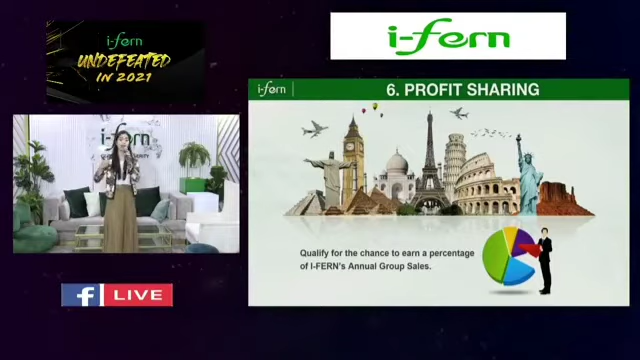 i-fern
UNDEFEATED
IN 2021
i-fern
i-fern
6. PROFIT SHARING
i-fern
Qualify for the chance to earn a percentage
of I-FERN's Annual Group Sales.
f LIVE